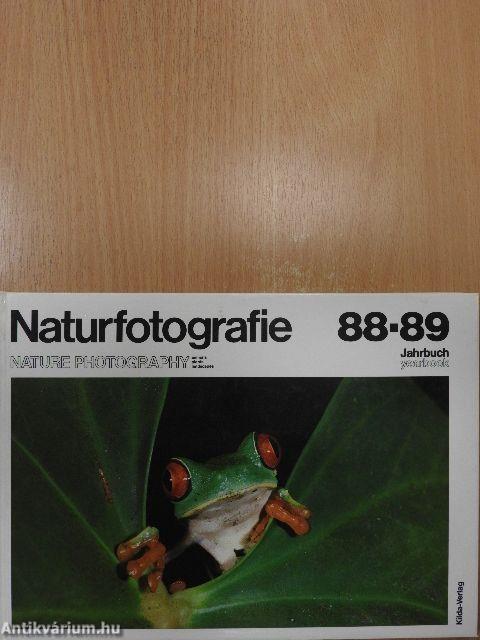 Naturfotografie 88·89
Jahrbuch
NATURE PHOTOGRAPHY
yearbook
Kilda-Verlag
Antikvárium.hu